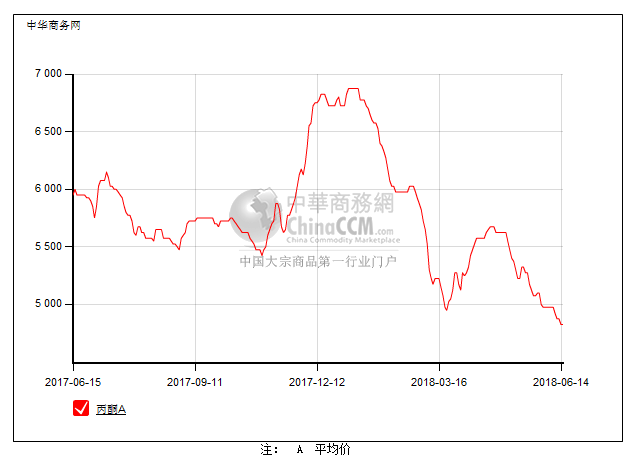 中华商务网
7 000
6 500
6 000
5 500
5 000
中華商務網
ChinaCCM.com
China Commodity Marketplace
中国大宗商品第一行业门户
2017-06-15
2017-09-11
2017-12-12
2018-03-16
2018-06-14
丙酮A
注： A 平均价